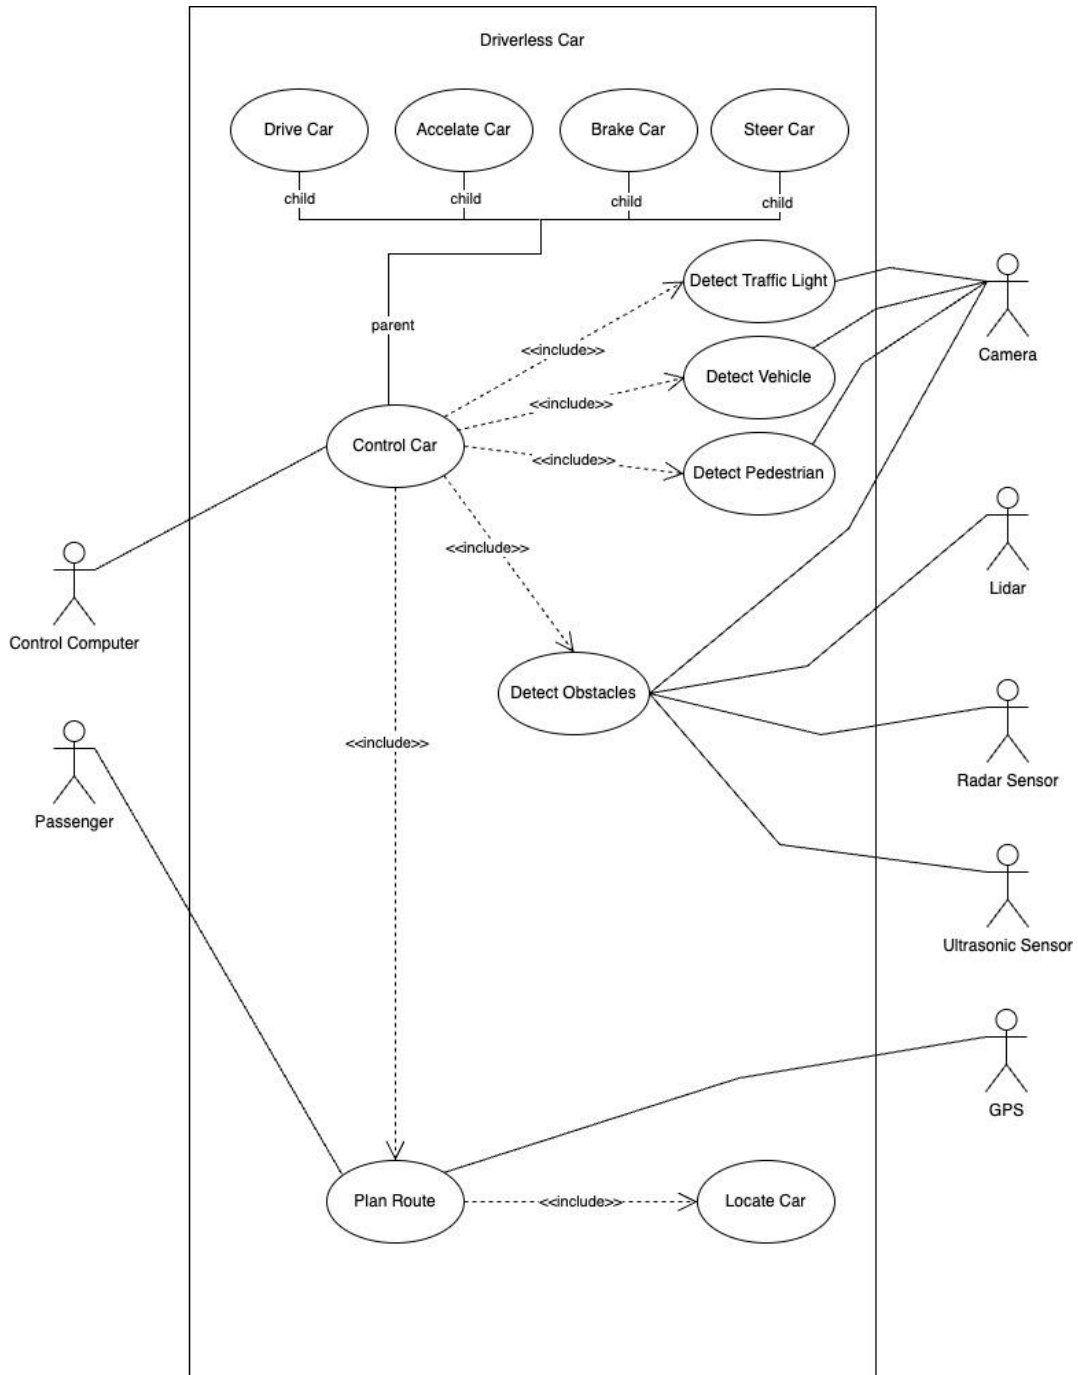 Driverless Car
Drive Car
Accelate Car
Brake Car
Steer Car
child
child
child
child
Detect Traffic Light
parent
<<include>>
Camera
Detect Vehicle
<<include>>
Control Car
<<include>>
Detect Pedestrian
<<include>>
Lidar
Control Computer
Detect Obstacles
<<include>>
Radar Sensor
Passenger
Ultrasonic Sensor
GPS
Plan Route
<<include>>
Locate Car